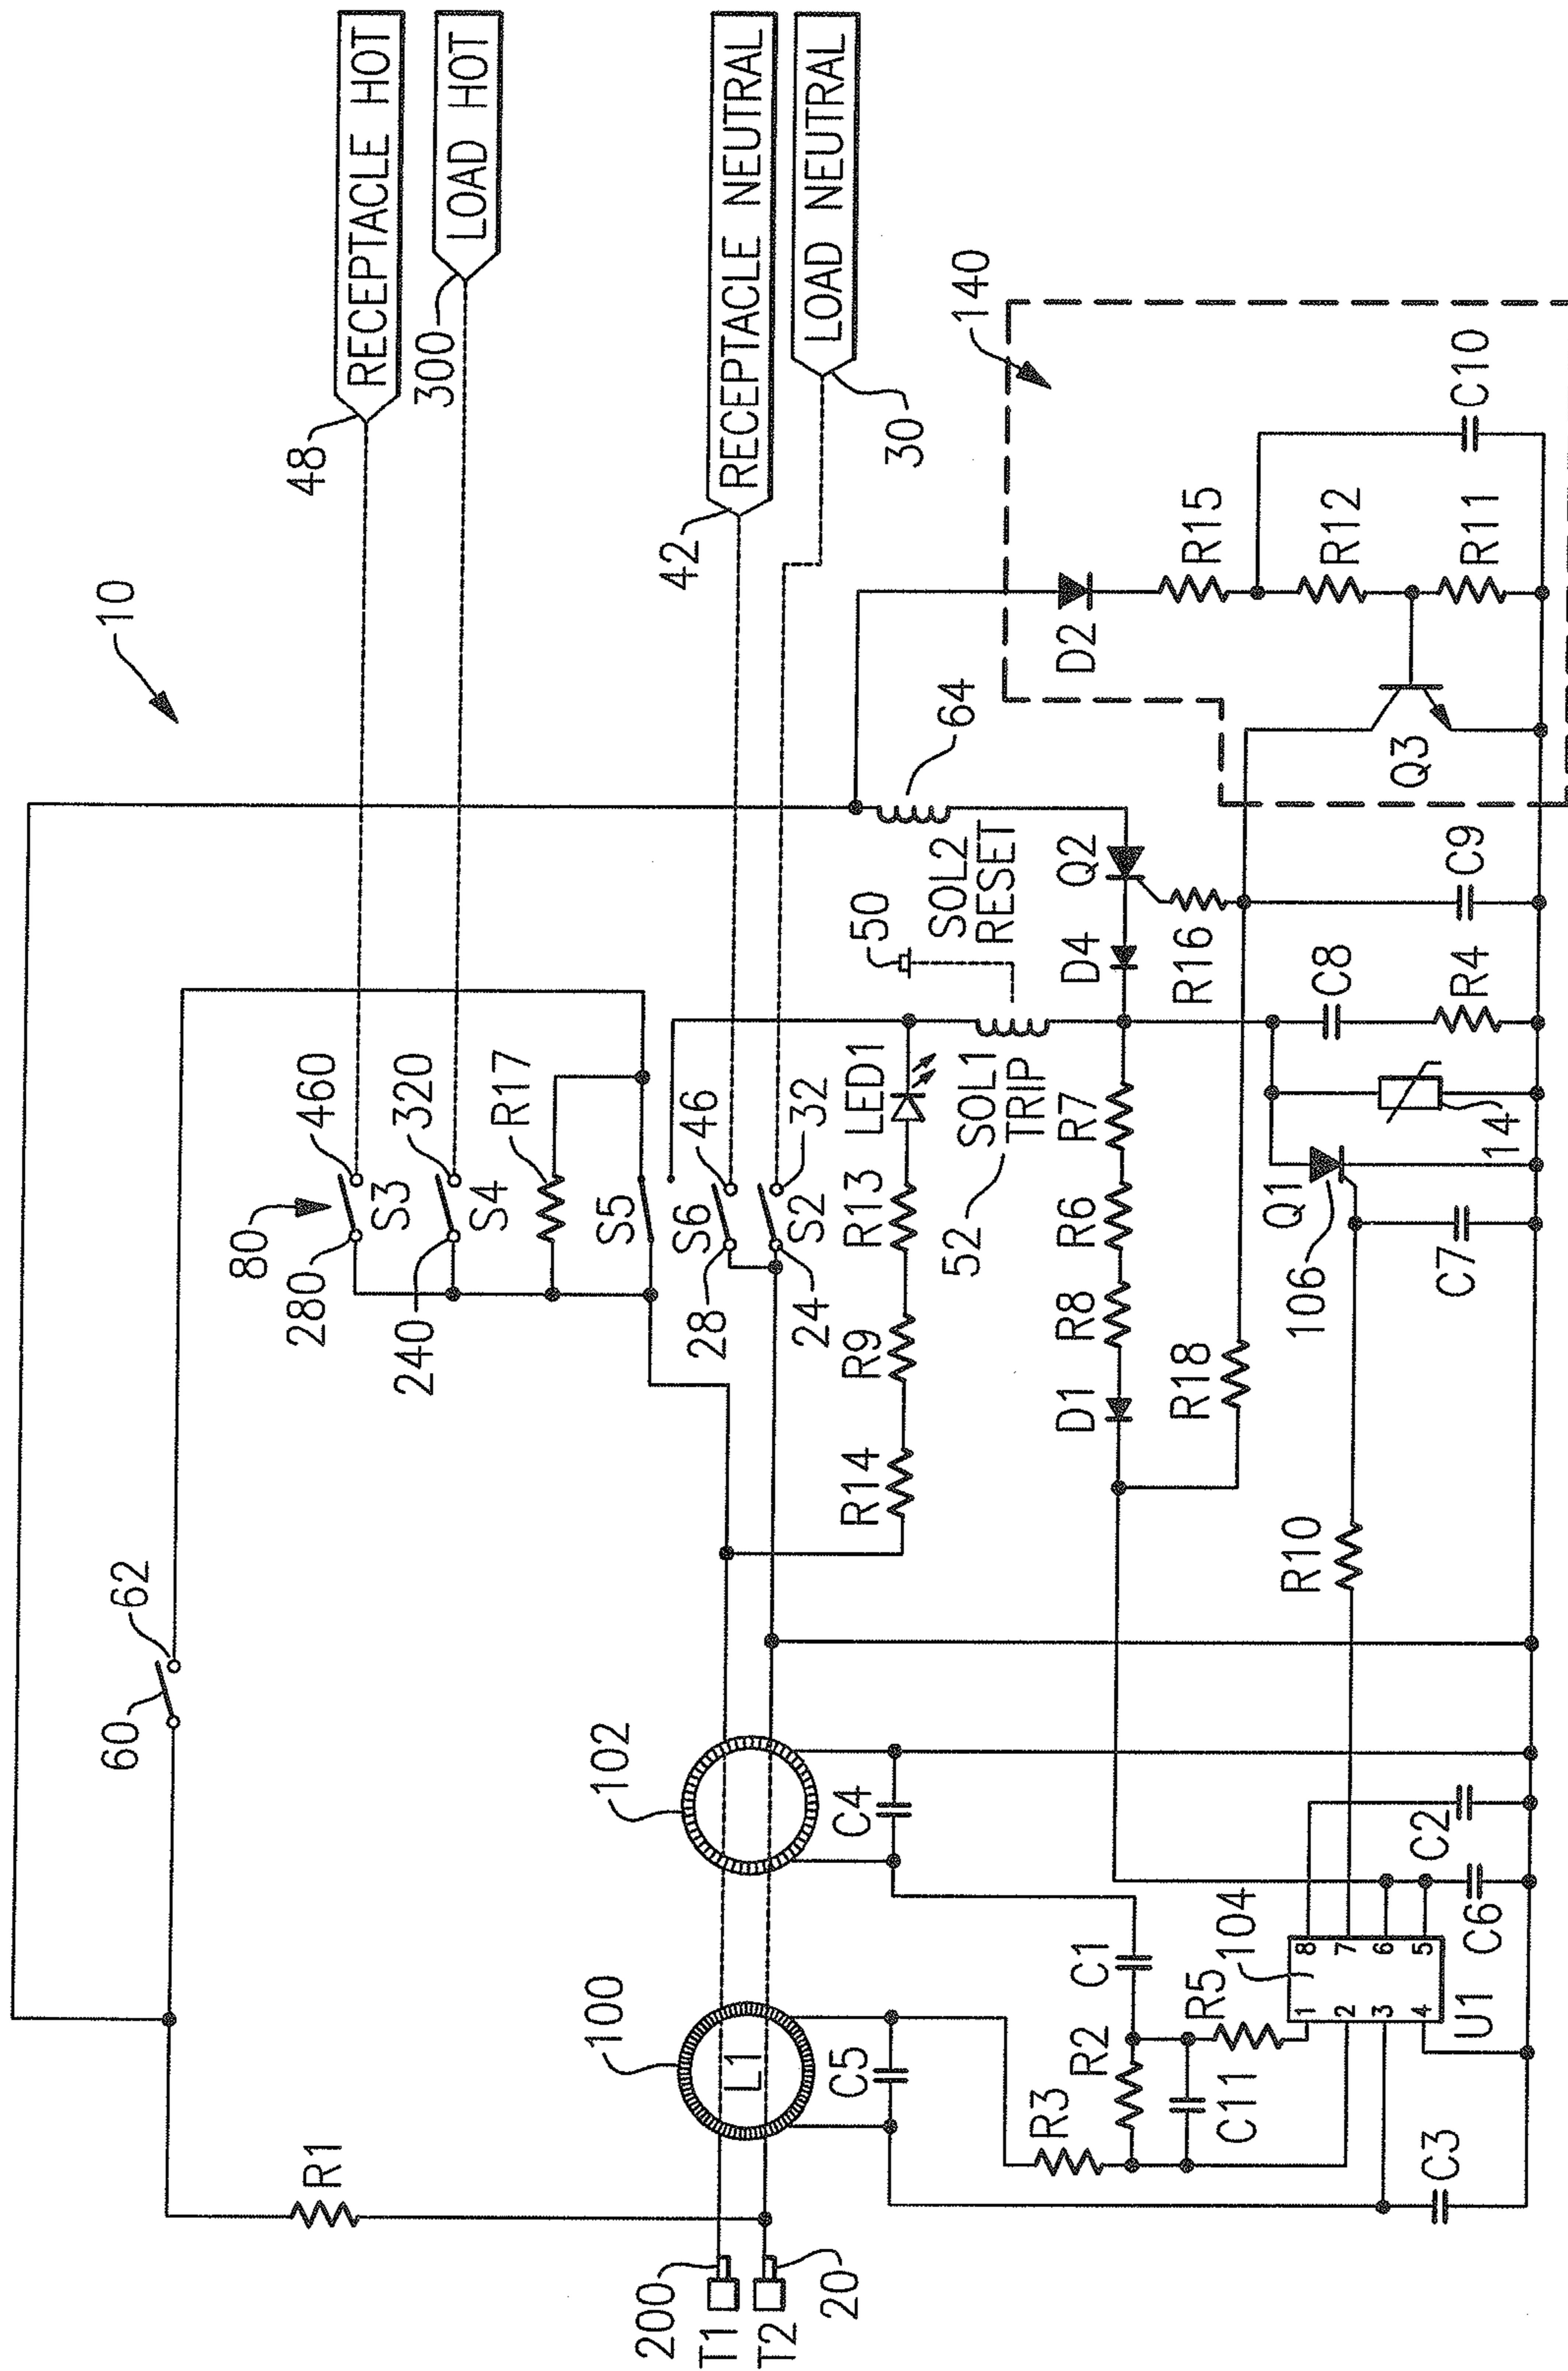 10
60
62
R1
80
280
460
S3
48
RECEPTACLE HOT
240
320
S4
300
LOAD HOT
R17
S5
200
T1
T2
20
100
L1
102
S6
28
46
42
RECEPTACLE NEUTRAL
24
S2
32
30
LOAD NEUTRAL
C5
C4
R14
R9
R13
LED1
50
SOL1
TRIP
52
SOL2
RESET
64
140
R3
R2
C1
D1
R8
R6
R7
D4
Q2
D2
R15
C11
R5
104
R18
R16
R12
C10
R10
106
Q1
14
C8
R4
C9
Q3
R11
C7
C3
U1
1
2
3
4
8
7
6
5
C6
C2